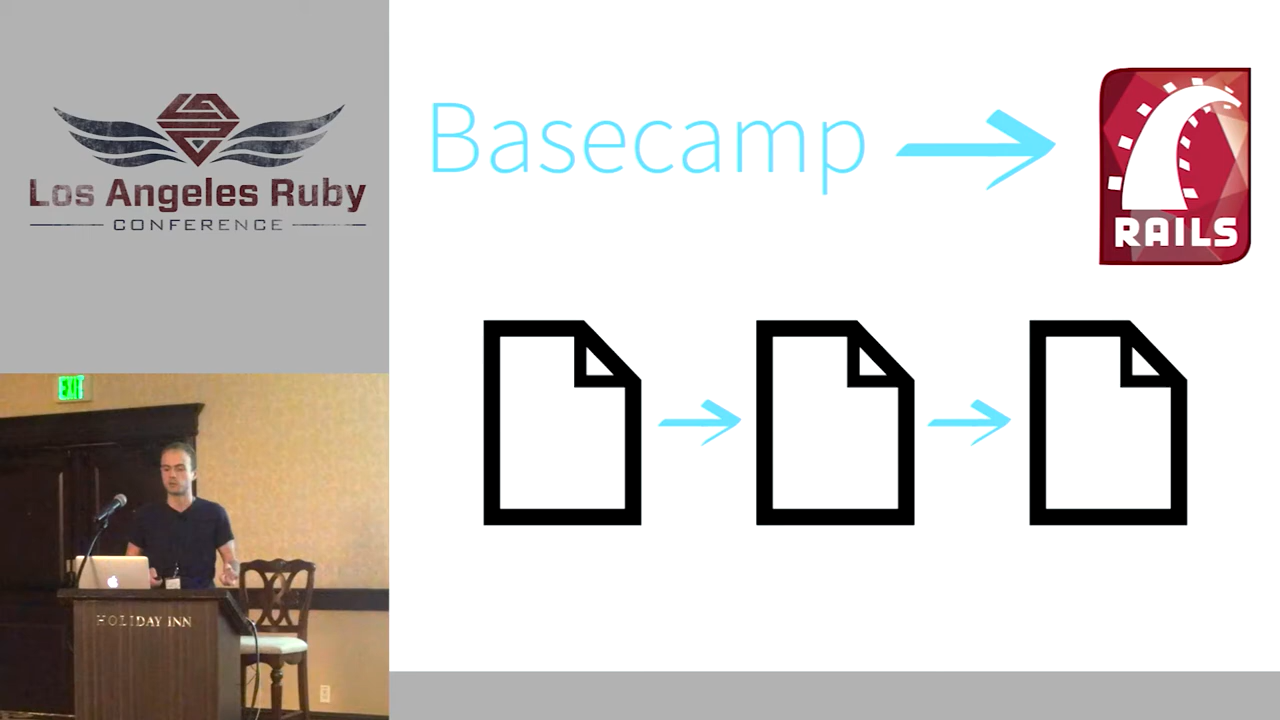 Los Angeles Ruby
CONFERENCE
Basecamp
RAILS
EXIT
HOLIDAY INN